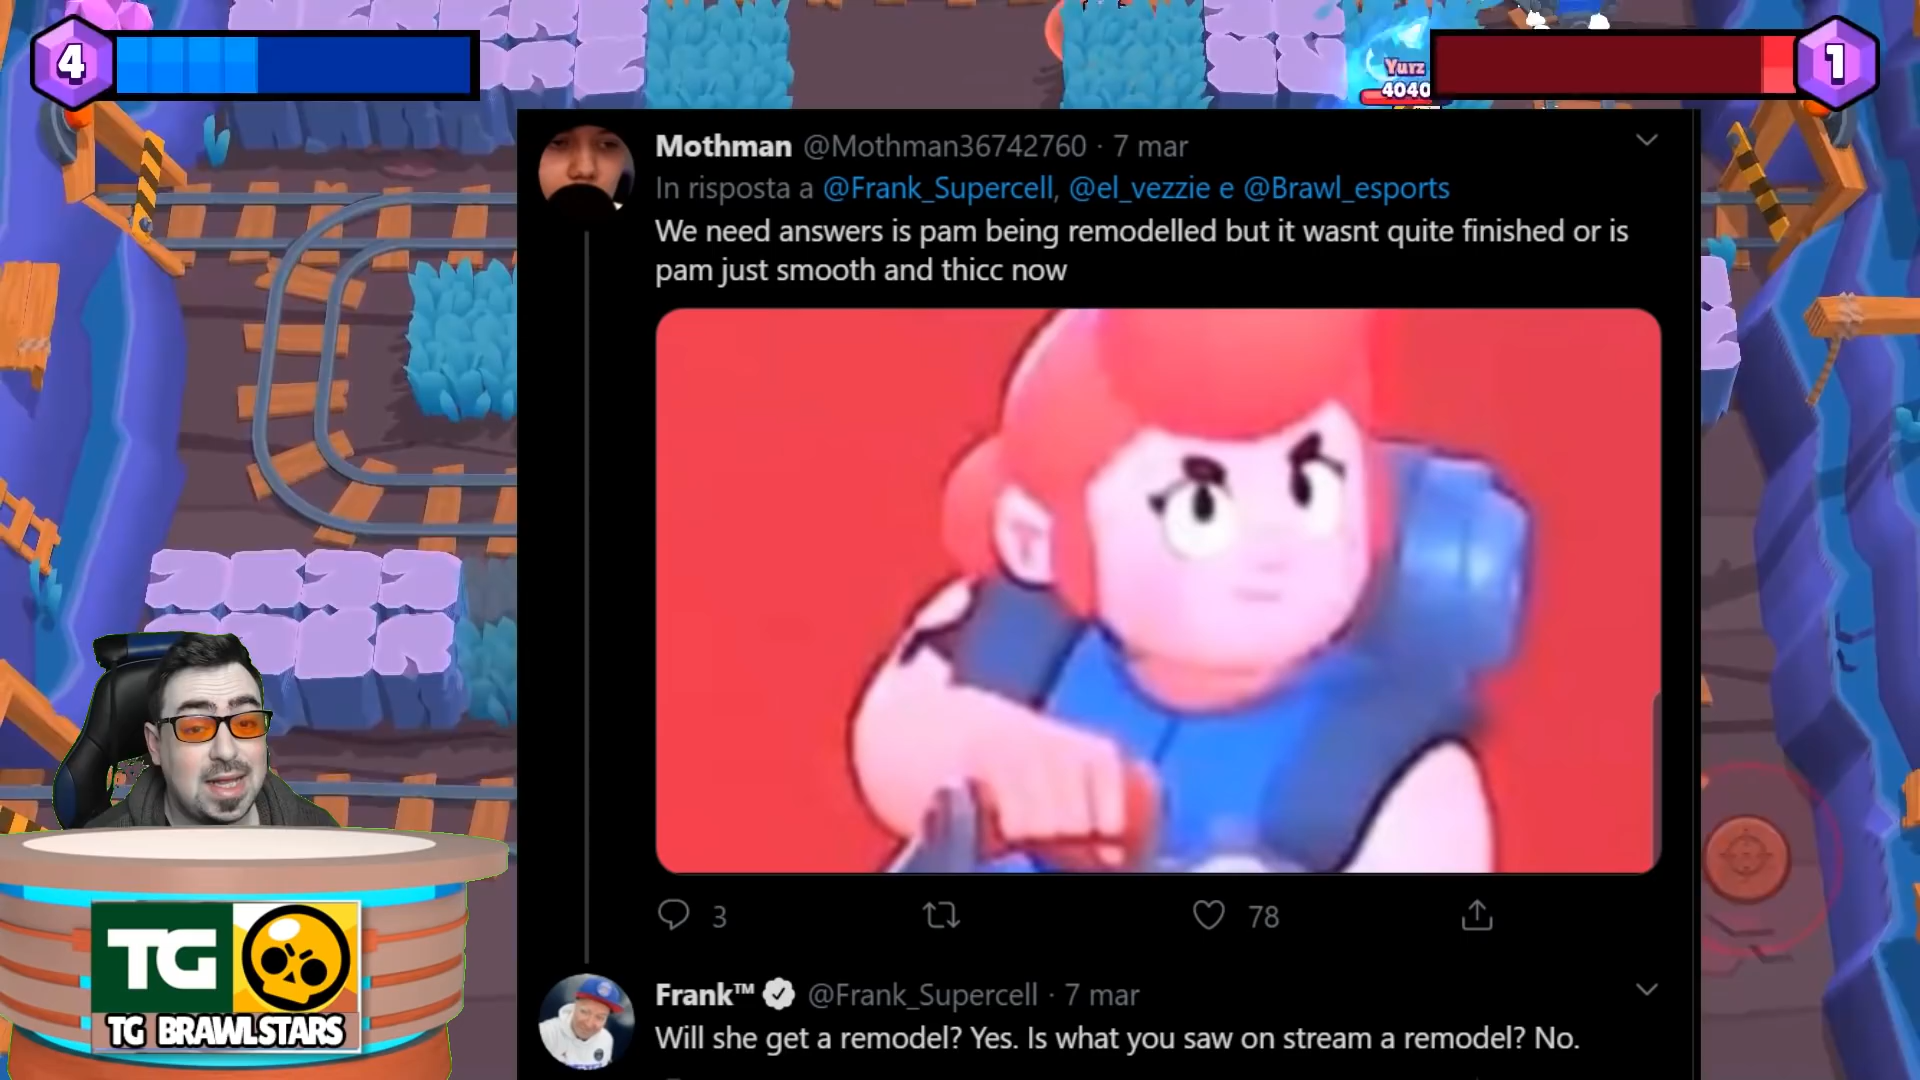 4
1
Yurz
4040
Mothman @Mothman36742760 · 7 mar
In risposta a @Frank_Supercell, @el_vezzie e @Brawl_esports
We need answers is pam being remodelled but it wasnt quite finished or is
pam just smooth and thicc now
3
78
Frank™ @Frank_Supercell · 7 mar
Will she get a remodel? Yes. Is what you saw on stream a remodel? No.
TG
TG BRAWLSTARS